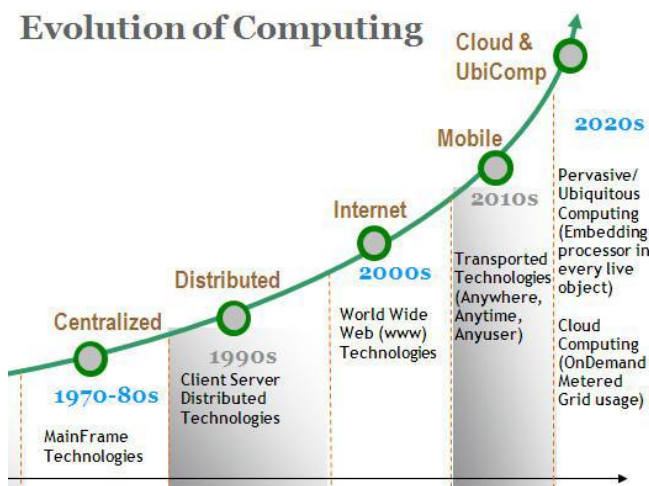 Evolution of Computing
Centralized
1970-80s
MainFrame
Technologies
Distributed
1990s
Client Server
Distributed
Technologies
Internet
2000s
World Wide
Web (www)
Technologies
Mobile
2010s
Transported
Technologies
(Anywhere,
Anytime,
Anyuser)
Cloud &
UbiComp
2020s
Pervasive/
Ubiquitous
Computing
(Embedding
processor in
every live
object)
Cloud
Computing
(OnDemand
Metered
Grid usage)